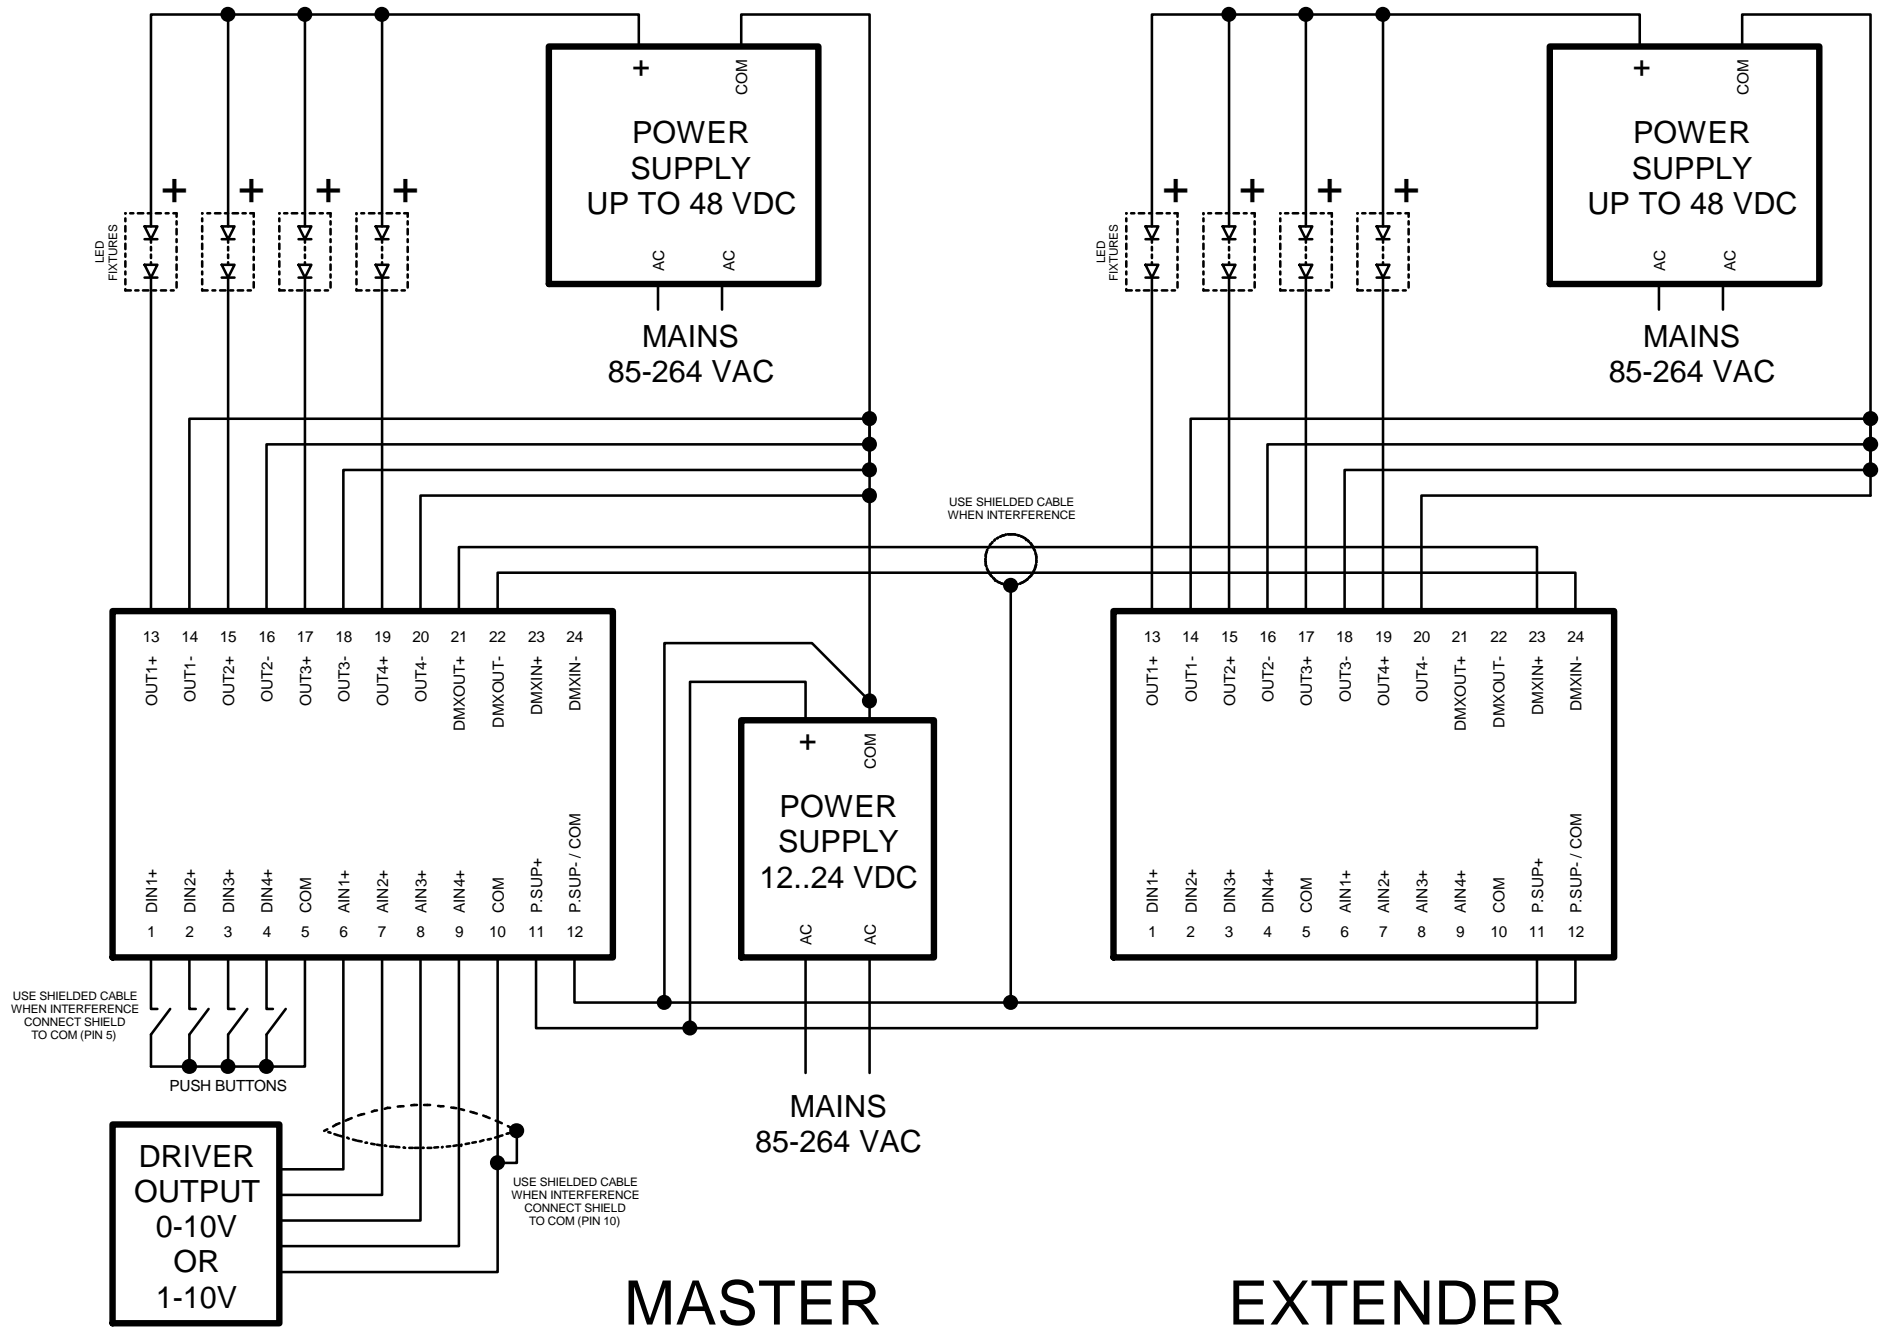 +
COM
POWER
SUPPLY
UP TO 48 VDC
AC
AC
MAINS
85-264 VAC
+
+
+
+
LED
FIXTURES
+
COM
POWER
SUPPLY
UP TO 48 VDC
AC
AC
MAINS
85-264 VAC
+
+
+
+
LED
FIXTURES
USE SHIELDED CABLE
WHEN INTERFERENCE
13 14 15 16 17 18 19 20 21 22 23 24
OUT1+
OUT1-
OUT2+
OUT2-
OUT3+
OUT3-
OUT4+
OUT4-
DMXOUT+
DMXOUT-
DMXIN+
DMXIN-
DIN1+
DIN2+
DIN3+
DIN4+
COM
AIN1+
AIN2+
AIN3+
AIN4+
COM
P.SUP+
P.SUP- / COM
1 2 3 4 5 6 7 8 9 10 11 12
+
COM
POWER
SUPPLY
12..24 VDC
AC
AC
MAINS
85-264 VAC
13 14 15 16 17 18 19 20 21 22 23 24
OUT1+
OUT1-
OUT2+
OUT2-
OUT3+
OUT3-
OUT4+
OUT4-
DMXOUT+
DMXOUT-
DMXIN+
DMXIN-
DIN1+
DIN2+
DIN3+
DIN4+
COM
AIN1+
AIN2+
AIN3+
AIN4+
COM
P.SUP+
P.SUP- / COM
1 2 3 4 5 6 7 8 9 10 11 12
USE SHIELDED CABLE
WHEN INTERFERENCE
CONNECT SHIELD
TO COM (PIN 5)
PUSH BUTTONS
DRIVER
OUTPUT
0-10V
OR
1-10V
USE SHIELDED CABLE
WHEN INTERFERENCE
CONNECT SHIELD
TO COM (PIN 10)
MASTER
EXTENDER